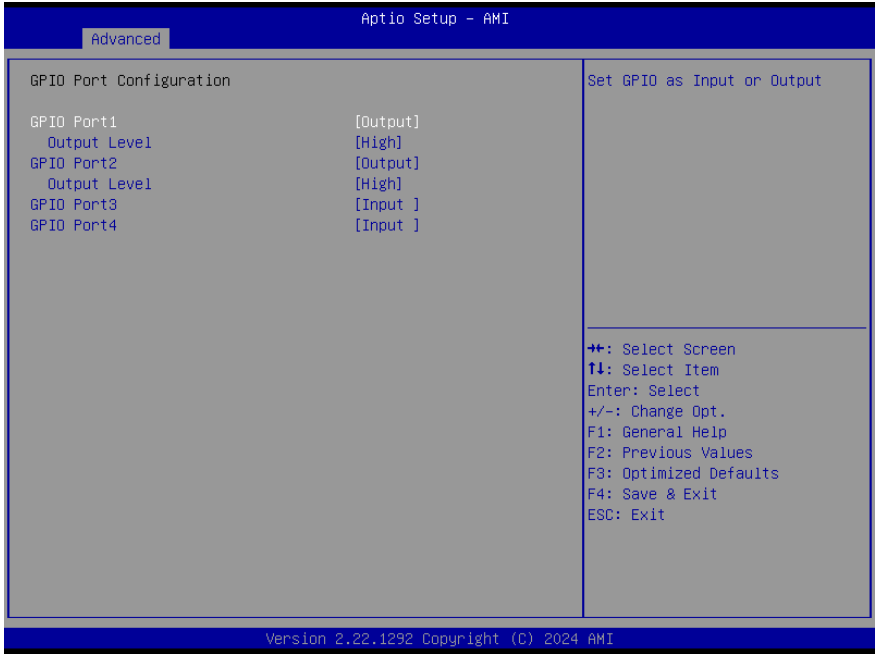 Aptio Setup – AMI
Advanced
GPIO Port Configuration
GPIO Port1 [Output]
Output Level [High]
GPIO Port2 [Output]
Output Level [High]
GPIO Port3 [Input ]
GPIO Port4 [Input ]
Set GPIO as Input or Output
→←: Select Screen
↑↓: Select Item
Enter: Select
+/-: Change Opt.
F1: General Help
F2: Previous Values
F3: Optimized Defaults
F4: Save & Exit
ESC: Exit
Version 2.22.1292 Copyright (C) 2024 AMI